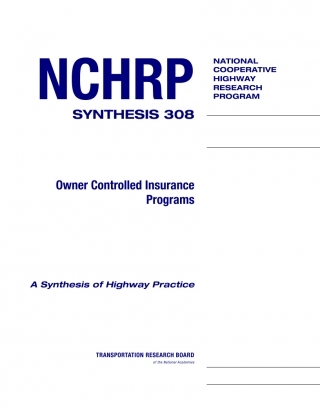 NCHRP
SYNTHESIS 308
NATIONAL
COOPERATIVE
HIGHWAY
RESEARCH
PROGRAM
Owner Controlled Insurance
Programs
A Synthesis of Highway Practice
TRANSPORTATION RESEARCH BOARD
OF THE NATIONAL ACADEMIES